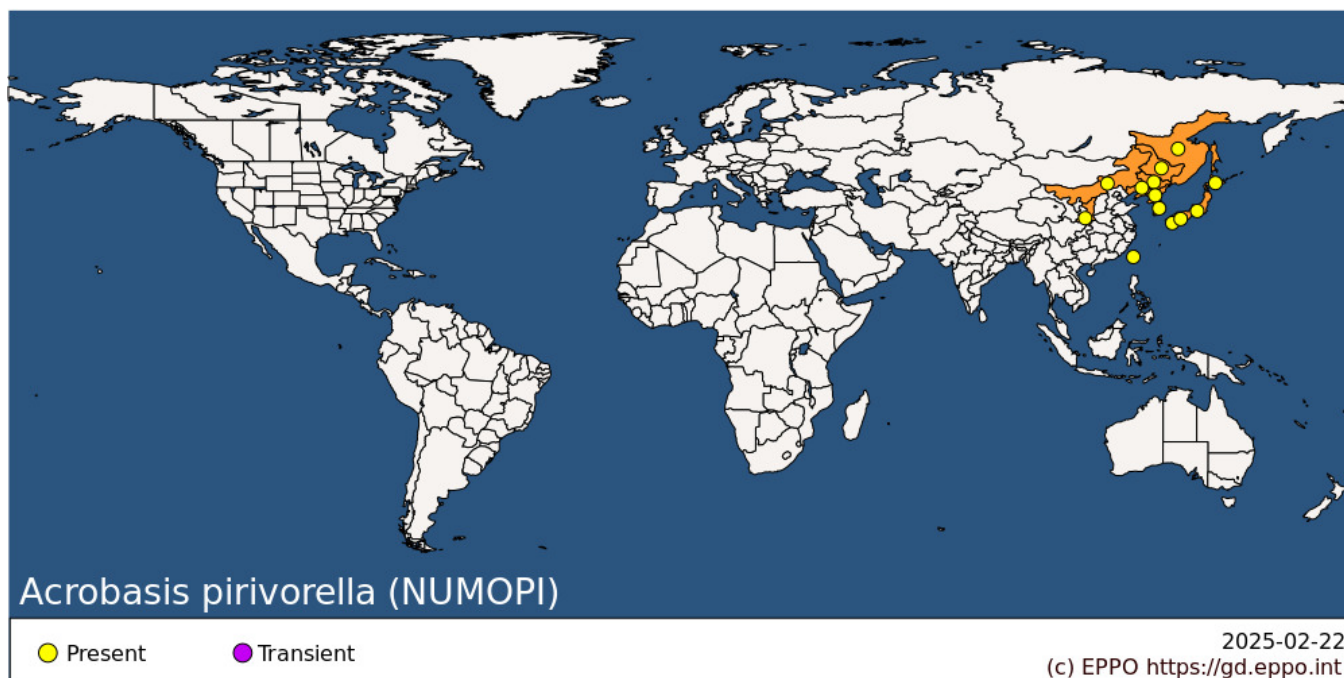 Acrobasis pirivorella (NUMOPI)
Present
Transient
2025-02-22
(c) EPPO https://gd.eppo.int